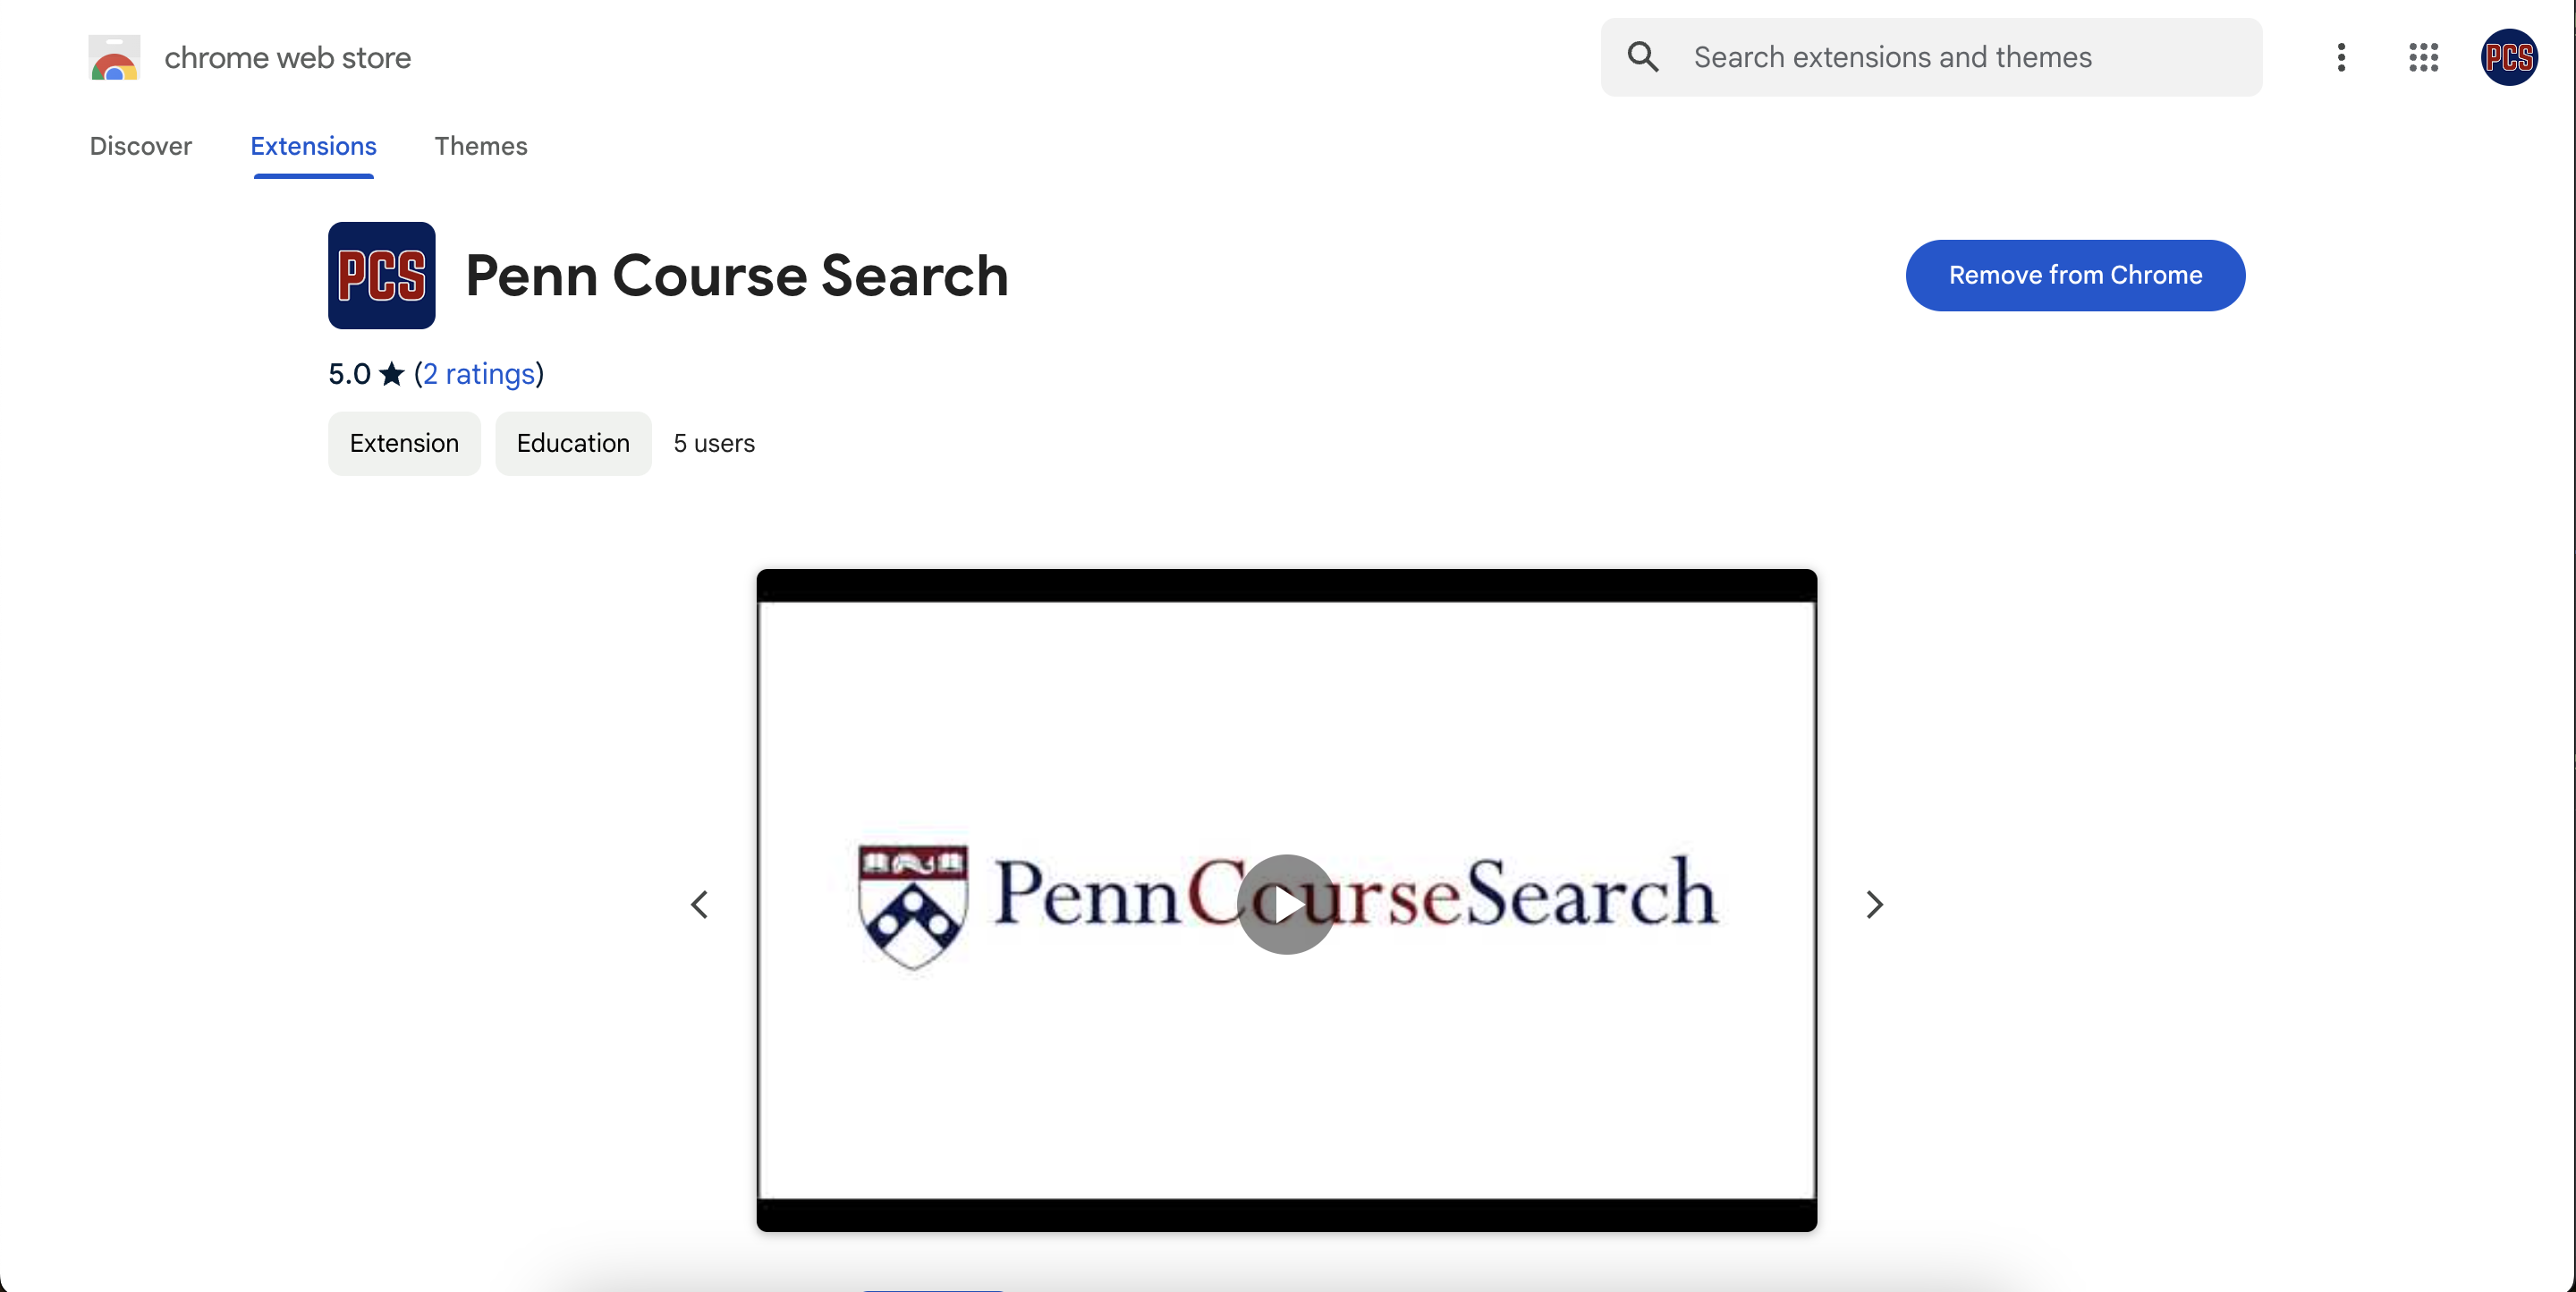 chrome web store
Search extensions and themes
PCS
Discover
Extensions
Themes
PCS
Penn Course Search
Remove from Chrome
5.0 ★ (2 ratings)
Extension
Education
5 users
PennCourseSearch